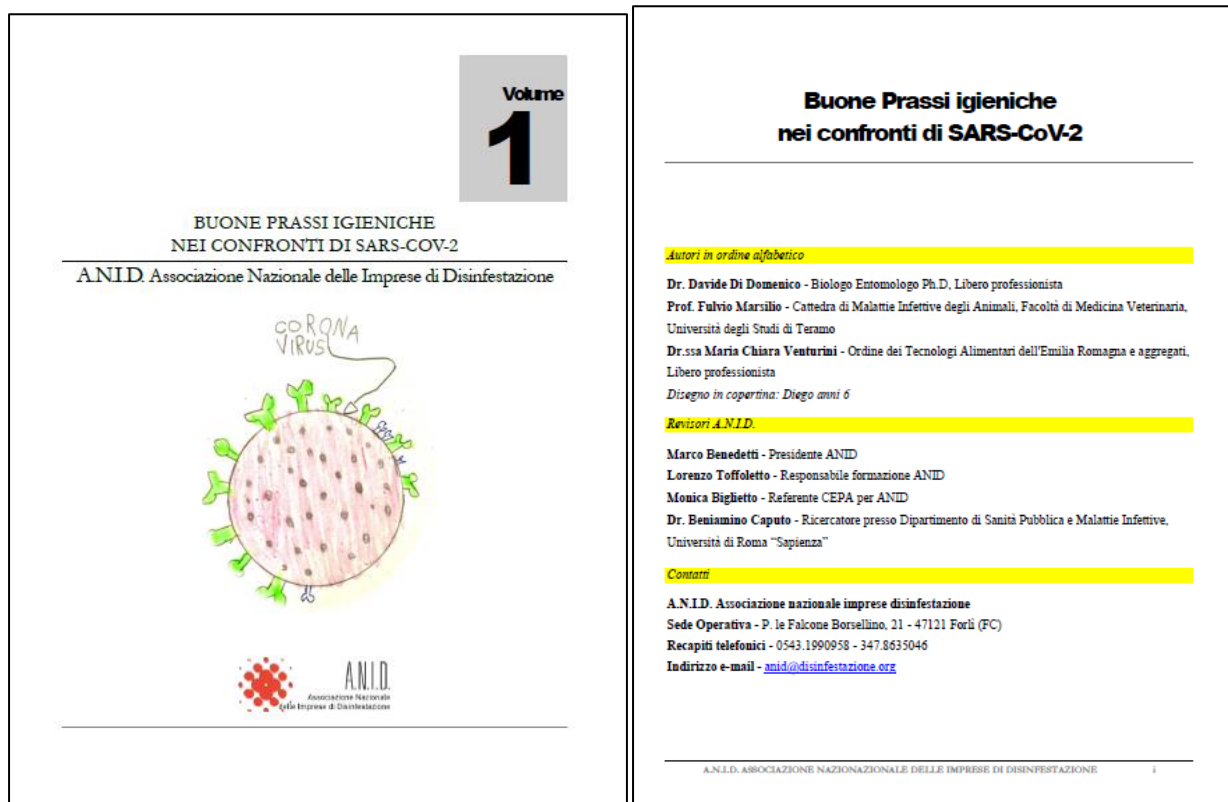 Volume
1
BUONE PRASSI IGIENICHE
NEI CONFRONTI DI SARS-COV-2
A.N.I.D. Associazione Nazionale delle Imprese di Disinfestazione
CORONA
VIRUS
A.N.I.D.
Associazione Nazionale
delle Imprese di Disinfestazione
Buone Prassi igieniche
nei confronti di SARS-CoV-2
Autori in ordine alfabetico
Dr. Davide Di Domenico - Biologo Entomologo Ph.D, Libero professionista
Prof. Fulvio Marsilio - Cattedra di Malattie Infettive degli Animali, Facoltà di Medicina Veterinaria,
Università degli Studi di Teramo
Dr.ssa Maria Chiara Venturini - Ordine dei Tecnologi Alimentari dell'Emilia Romagna e aggregati,
Libero professionista
Disegno in copertina: Diego anni 6
Revisori A.N.I.D.
Marco Benedetti - Presidente ANID
Lorenzo Toffoletto - Responsabile formazione ANID
Monica Biglietto - Referente CEPA per ANID
Dr. Beniamino Caputo - Ricercatore presso Dipartimento di Sanità Pubblica e Malattie Infettive,
Università di Roma “Sapienza”
Contatti
A.N.I.D. Associazione nazionale imprese disinfestazione
Sede Operativa - P. le Falcone Borsellino, 21 - 47121 Forlì (FC)
Recapiti telefonici - 0543.1990958 - 347.8635046
Indirizzo e-mail - anid@disinfestazione.org
A.N.I.D. ASSOCIAZIONE NAZIONAZIONALE DELLE IMPRESE DI DISINFESTAZIONE i